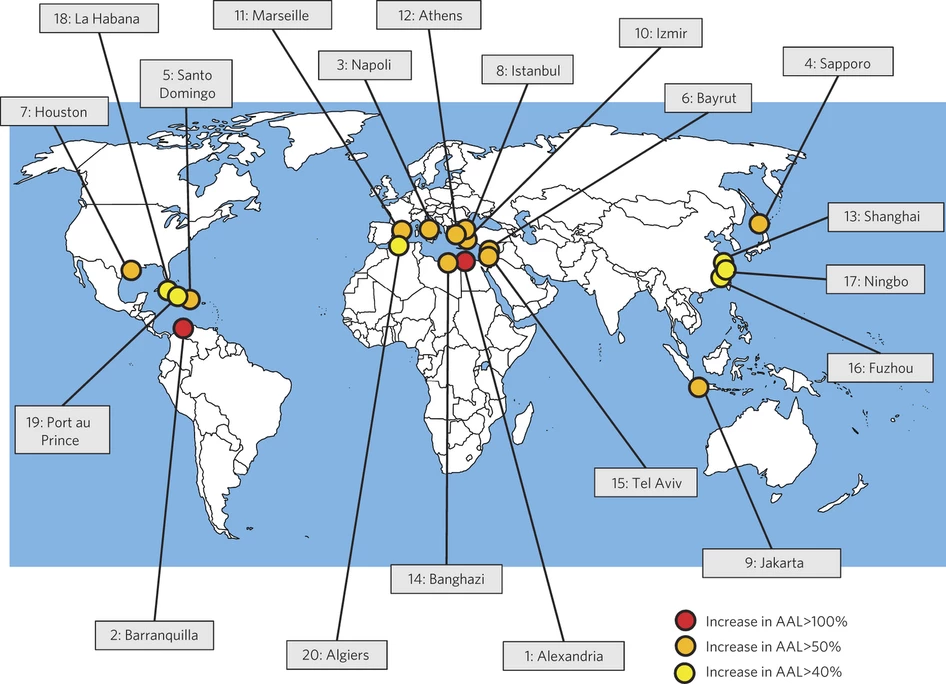 18: La Habana
11: Marseille
12: Athens
10: Izmir
3: Napoli
8: Istanbul
4: Sapporo
5: Santo
Domingo
7: Houston
6: Bayrut
13: Shanghai
17: Ningbo
16: Fuzhou
19: Port au
Prince
15: Tel Aviv
9: Jakarta
14: Banghazi
2: Barranquilla
20: Algiers
1: Alexandria
Increase in AAL>100%
Increase in AAL>50%
Increase in AAL>40%